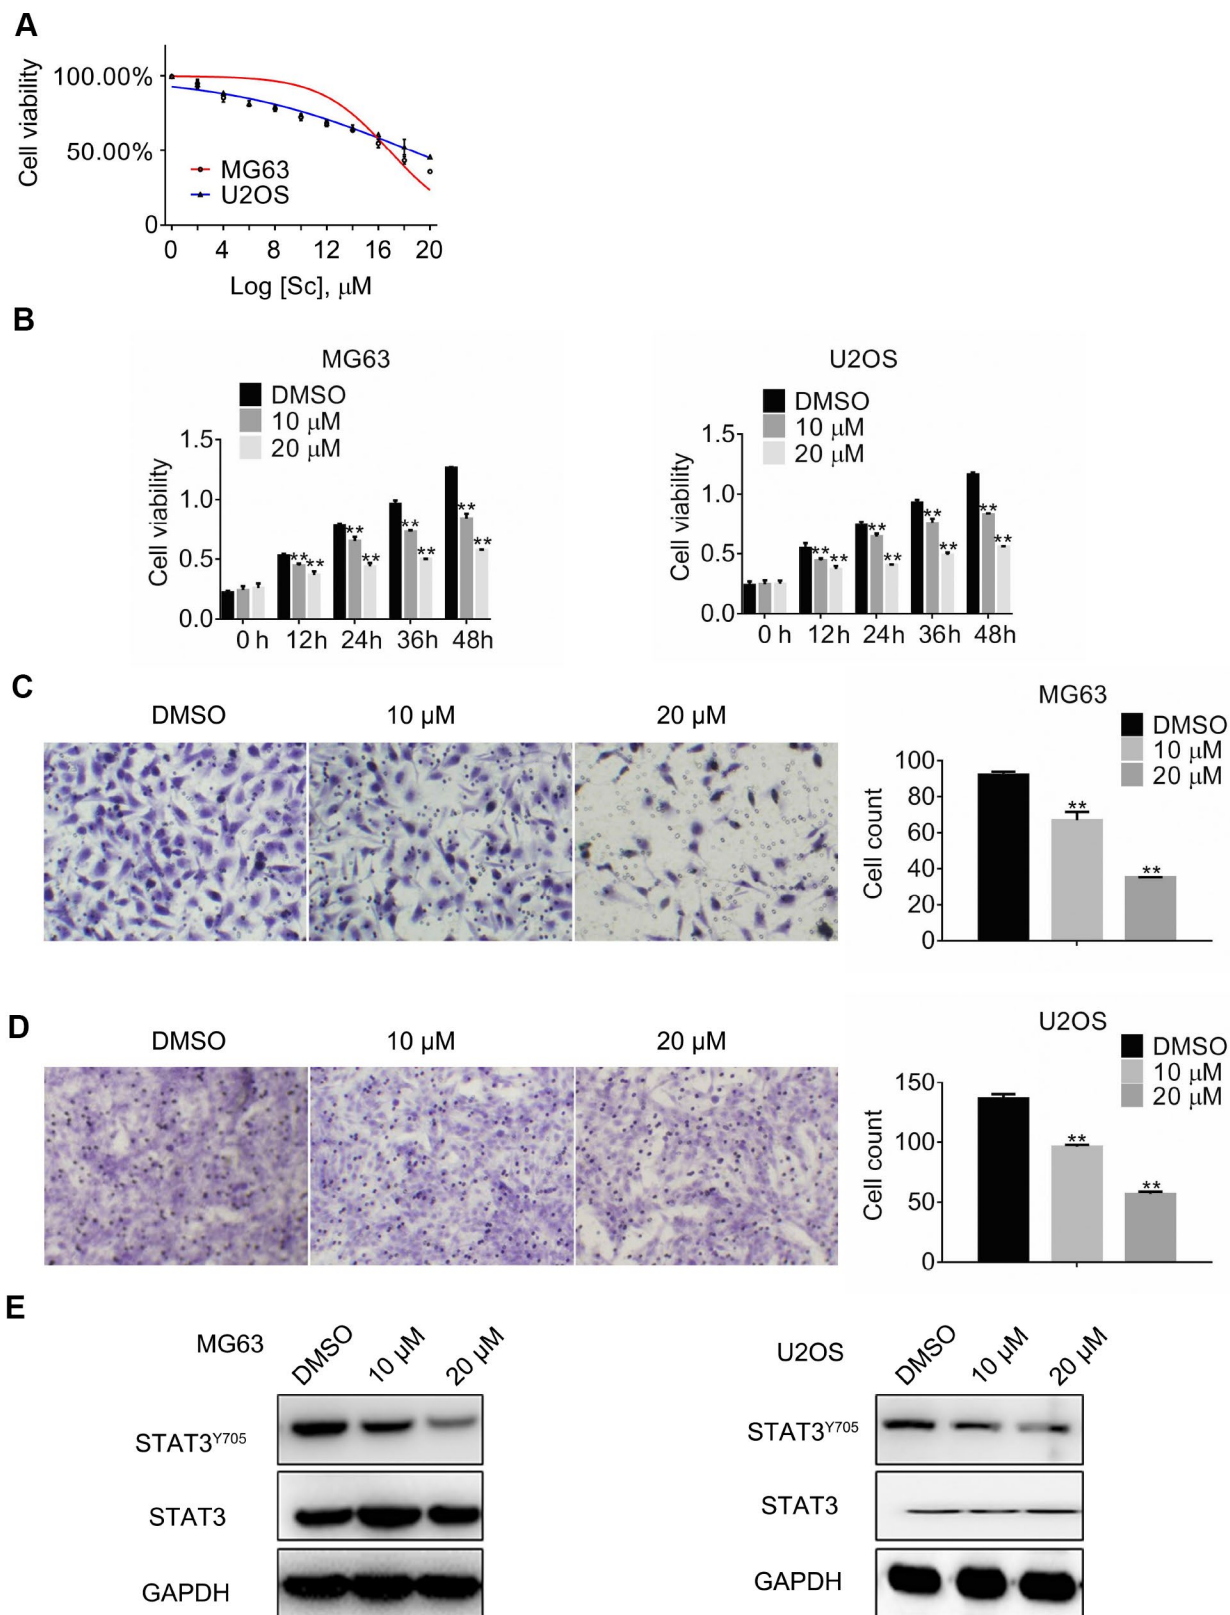 A
Cell viability
100.00%
50.00%
0
MG63
U2OS
0 4 8 12 16 20
Log [Sc], μM
B
MG63
DMSO
10 μM
20 μM
Cell viability
1.5
1.0
0.5
0.0
** ** ** ** ** ** ** **
0 h 12h 24h 36h 48h
U2OS
DMSO
10 μM
20 μM
Cell viability
1.5
1.0
0.5
0.0
** ** ** ** ** ** ** **
0 h 12h 24h 36h 48h
C
DMSO 10 μM 20 μM
MG63
DMSO
10 μM
20 μM
Cell count
100
80
60
40
20
0
** **
D
DMSO 10 μM 20 μM
U2OS
DMSO
10 μM
20 μM
Cell count
150
100
50
0
** **
E
MG63 DMSO 10 μM 20 μM
STAT3Y705
STAT3
GAPDH
U2OS DMSO 10 μM 20 μM
STAT3Y705
STAT3
GAPDH